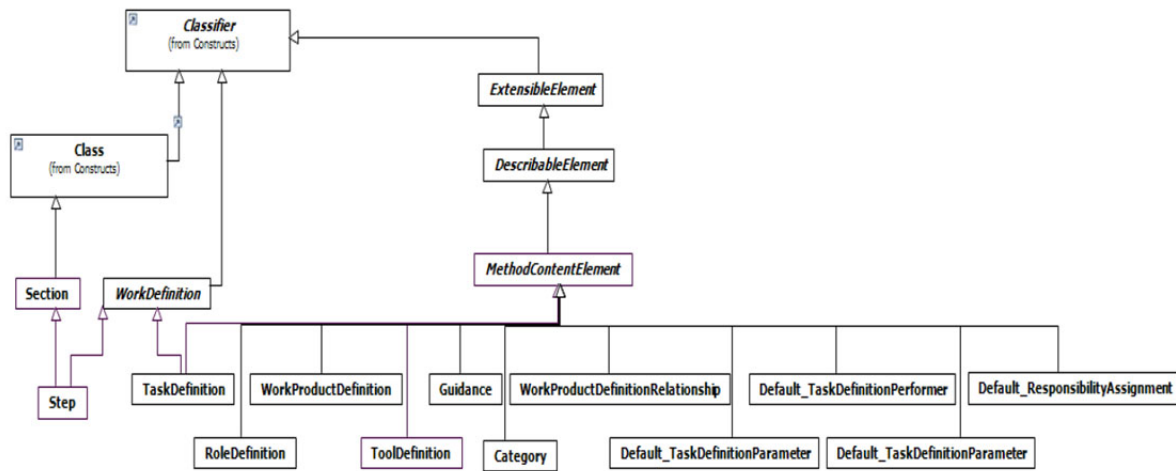 Classifier
(from Constructs)
ExtensibleElement
Class
(from Constructs)
DescribableElement
MethodContentElement
Section
WorkDefinition
TaskDefinition
WorkProductDefinition
Guidance
WorkProductDefinitionRelationship
Default_TaskDefinitionPerformer
Default_ResponsibilityAssignment
Step
RoleDefinition
ToolDefinition
Category
Default_TaskDefinitionParameter
Default_TaskDefinitionParameter